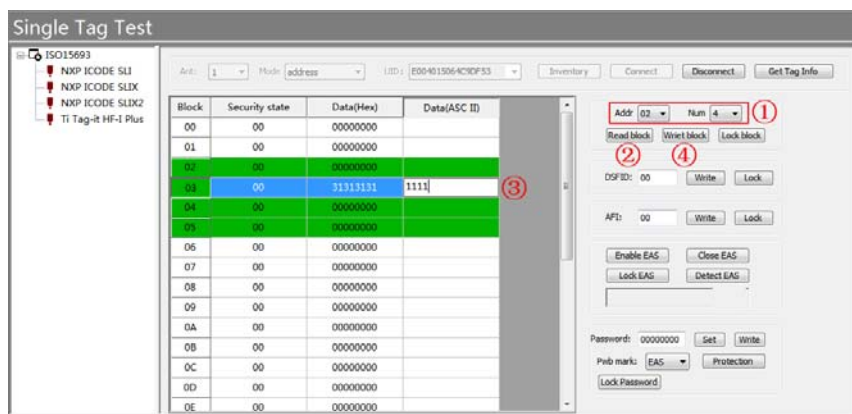 Single Tag Test
ISO15693
NXP ICODE SLI
NXP ICODE SLIX
NXP ICODE SLIX2
Ti Tag-it HF-I Plus
Ant: 1 Mode: address UID: E004015064C9DF53 Inventory Connect Disconnect Get Tag Info
Block Security state Data(Hex) Data(ASC II)
00 00 00000000
01 00 00000000
02 00 00000000
03 00 31313131 1111 ③
04 00 00000000
05 00 00000000
06 00 00000000
07 00 00000000
08 00 00000000
09 00 00000000
0A 00 00000000
0B 00 00000000
0C 00 00000000
0D 00 00000000
0E 00 00000000
Addr 02 Num 4 ①
Read block Wriet block Lock block
② ④
DSFID: 00 Write Lock
AFI: 00 Write Lock
Enable EAS Close EAS
Lock EAS Detect EAS
Password: 00000000 Set Write
Pwb mark: EAS Protection
Lock Password